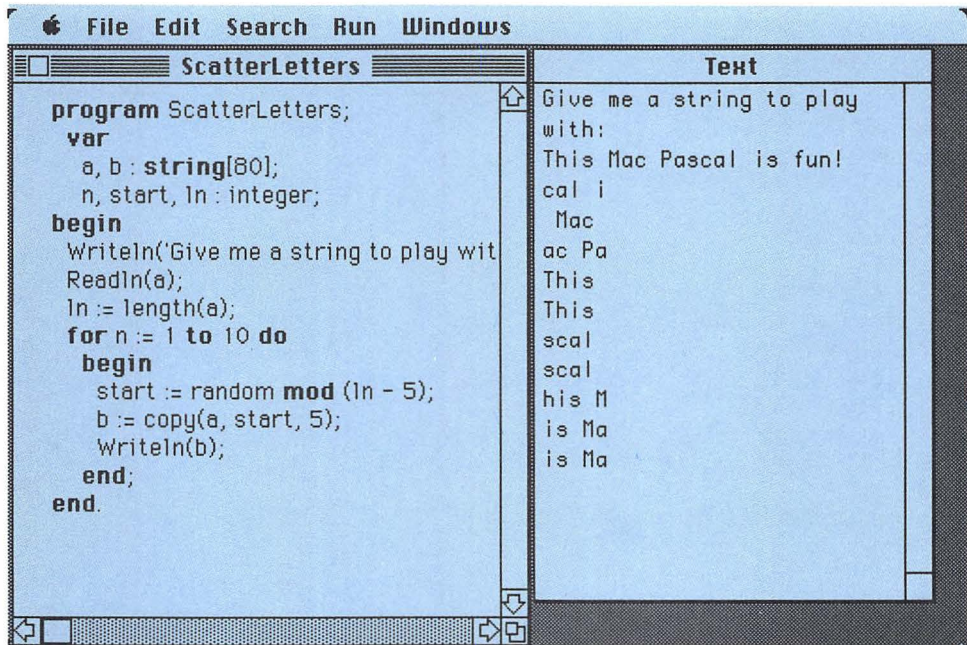 File Edit Search Run Windows
ScatterLetters
program ScatterLetters;
var
a, b : string[80];
n, start, ln : integer;
begin
Writeln('Give me a string to play wit
Readln(a);
ln := length(a);
for n := 1 to 10 do
begin
start := random mod (ln - 5);
b := copy(a, start, 5);
Writeln(b);
end;
end.
Text
Give me a string to play
with:
This Mac Pascal is fun!
cal i
Mac
ac Pa
This
This
scal
scal
his M
is Ma
is Ma